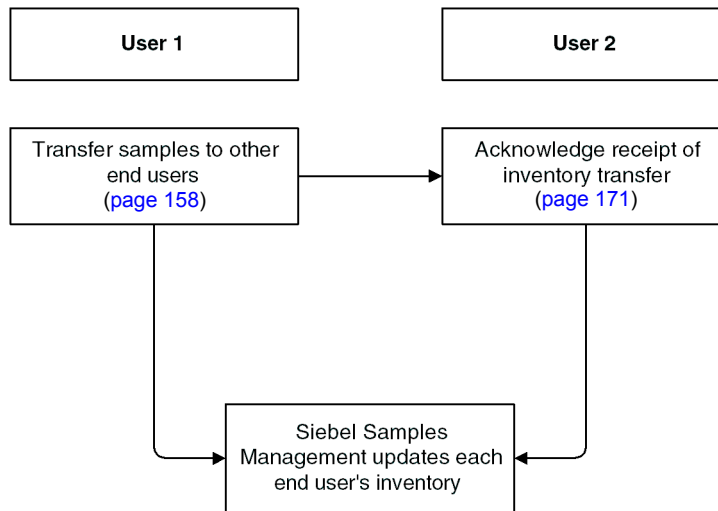 User 1
User 2
Transfer samples to other
end users
(page 158)
Acknowledge receipt of
inventory transfer
(page 171)
Siebel Samples
Management updates each
end user's inventory